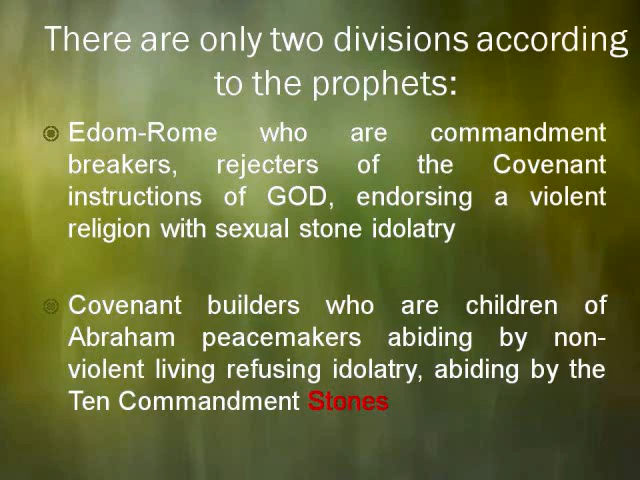 There are only two divisions according
to the prophets:
Edom-Rome who are commandment
breakers, rejecters of the Covenant
instructions of GOD, endorsing a violent
religion with sexual stone idolatry
Covenant builders who are children of
Abraham peacemakers abiding by non-
violent living refusing idolatry, abiding by the
Ten Commandment Stones